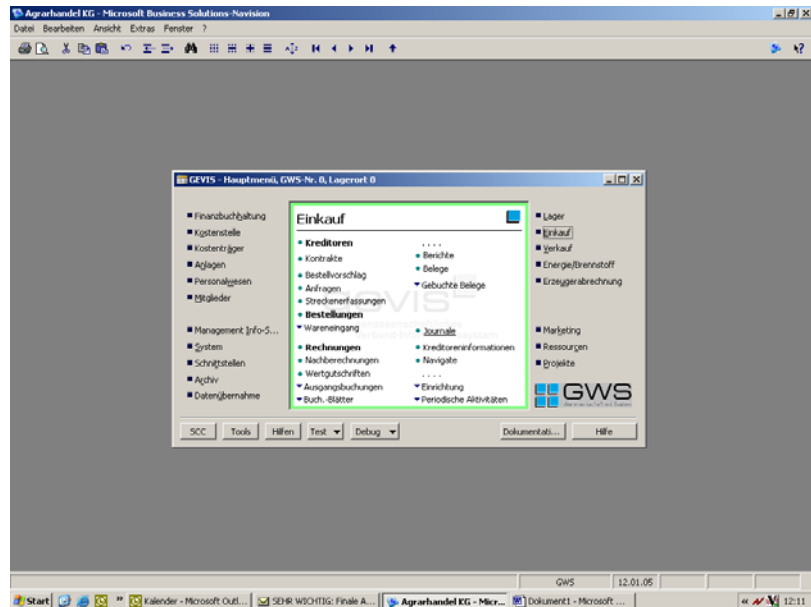 Agrarhandel KG - Microsoft Business Solutions-Navision
Datei Bearbeiten Ansicht Extras Fenster ?
GEVIS - Hauptmenü, GWS-Nr. 0, Lagerort 0
Finanzbuchhaltung
Kostenstelle
Kostenträger
Anlagen
Personalwesen
Mitglieder
Management Info-S...
System
Schnittstellen
Archiv
Datenübernahme
Einkauf
Kreditoren
Kontrakte
Bestellvorschlag
Anfragen
Streckenerfassungen
Bestellungen
Wareneingang
Rechnungen
Nachberechnungen
Wertgutschriften
Ausgangsbuchungen
Buch.-Blätter
. . . .
Berichte
Belege
Gebuchte Belege
Journale
Kreditoreninformationen
Navigate
. . . .
Einrichtung
Periodische Aktivitäten
Lager
Einkauf
Verkauf
Energie/Brennstoff
Erzeugerabrechnung
Marketing
Ressourcen
Projekte
GWS
SCC Tools Hilfen Test Debug Dokumentati... Hilfe
GWS 12.01.05
Start » Kalender - Microsoft Outl... SEHR WICHTIG: Finale A... Agrarhandel KG - Micr... Dokument1 - Microsoft ... « 12:11